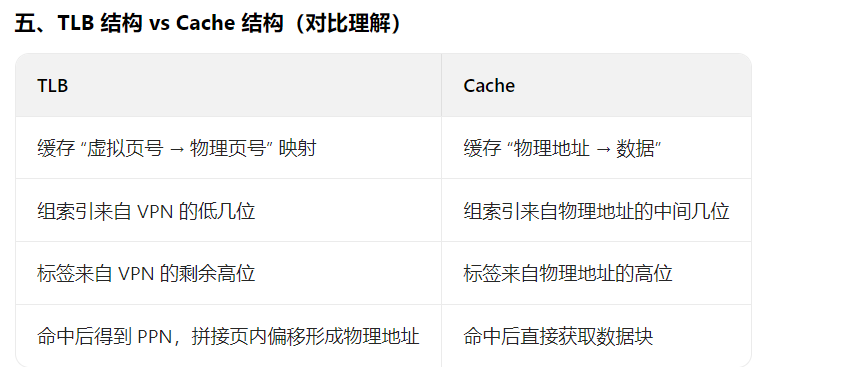 五、TLB 结构 vs Cache 结构（对比理解）
TLB Cache
缓存 “虚拟页号 → 物理页号” 映射 缓存 “物理地址 → 数据”
组索引来自 VPN 的低几位 组索引来自物理地址的中间几位
标签来自 VPN 的剩余高位 标签来自物理地址的高位
命中后得到 PPN，拼接页内偏移形成物理地址 命中后直接获取数据块